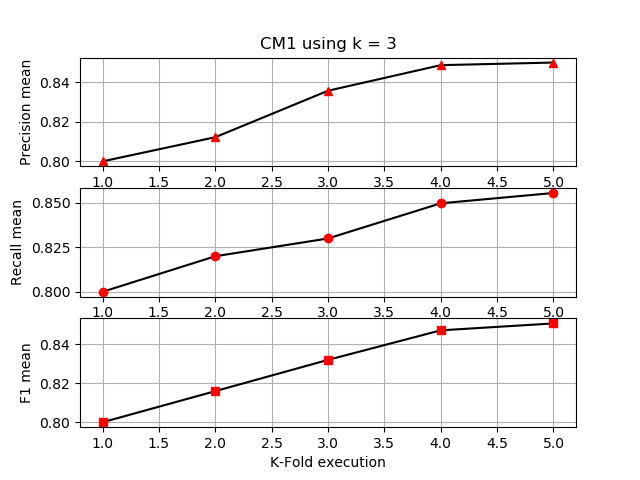 CM1 using k = 3
Precision mean
0.84
0.82
0.80
1.0 1.5 2.0 2.5 3.0 3.5 4.0 4.5 5.0
Recall mean
0.850
0.825
0.800
1.0 1.5 2.0 2.5 3.0 3.5 4.0 4.5 5.0
F1 mean
0.84
0.82
0.80
1.0 1.5 2.0 2.5 3.0 3.5 4.0 4.5 5.0
K-Fold execution